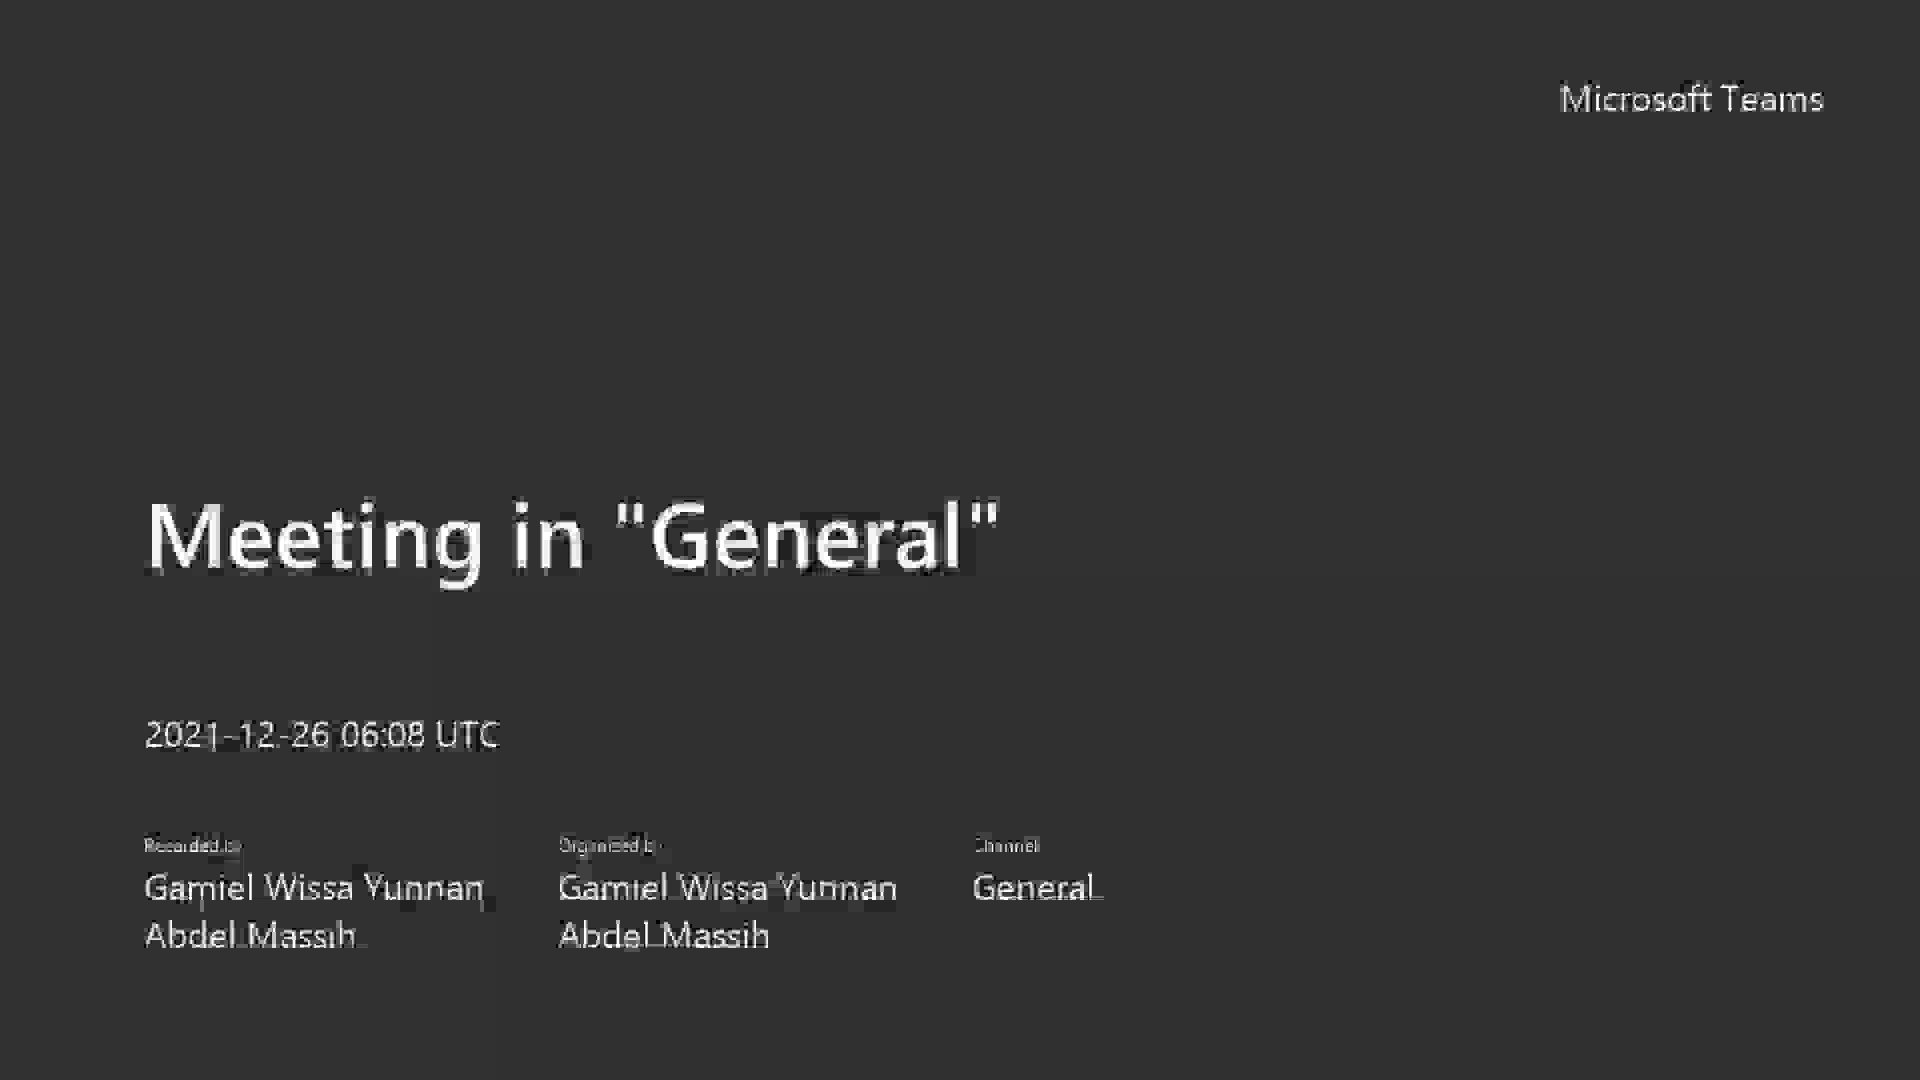 Microsoft Teams
Meeting in "General"
2021-12-26 06:08 UTC
Recorded by
Organized by
Channel
Gamiel Wissa Yunnan
Gamiel Wissa Yunnan
General
Abdel Massih
Abdel Massih